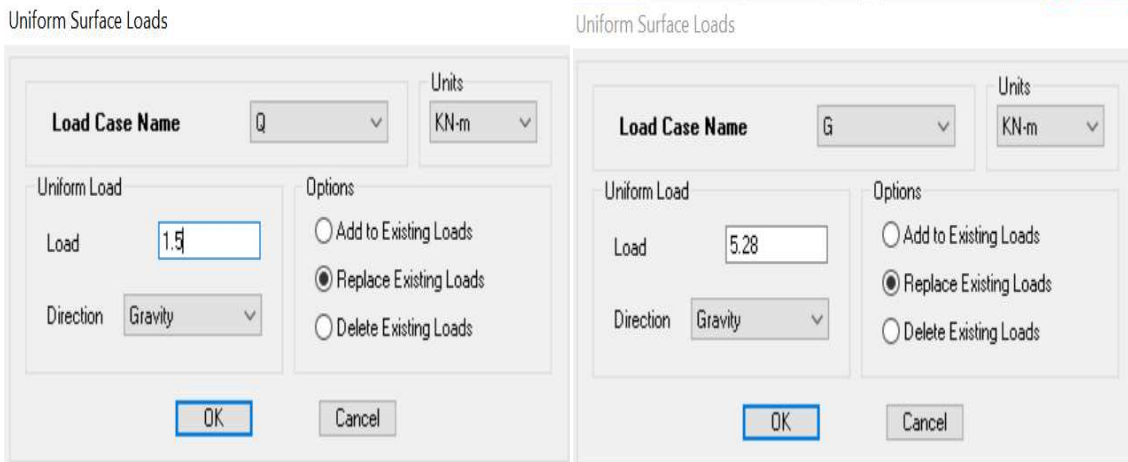 Uniform Surface Loads
Units
Load Case Name Q KN-m
Uniform Load Options
Load 1.5 Add to Existing Loads
Replace Existing Loads
Direction Gravity Delete Existing Loads
OK Cancel
Uniform Surface Loads
Units
Load Case Name G KN-m
Uniform Load Options
Load 5.28 Add to Existing Loads
Replace Existing Loads
Direction Gravity Delete Existing Loads
OK Cancel